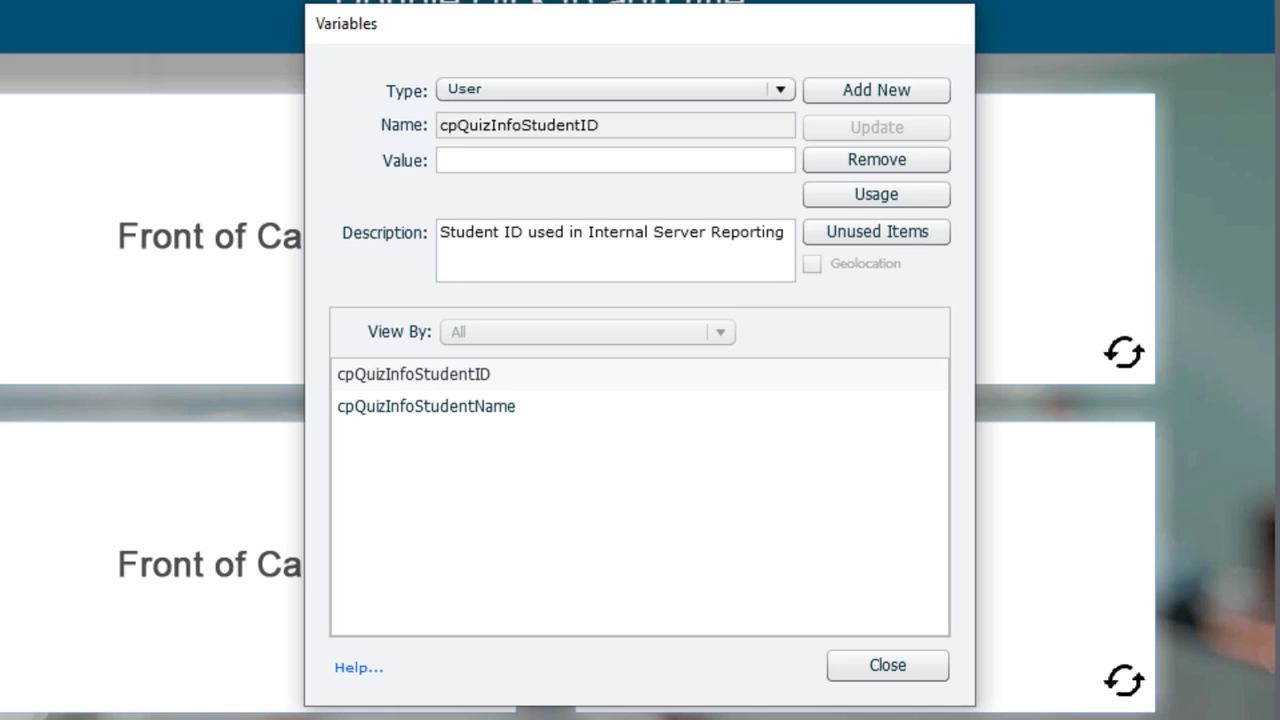 Variables
Type: User Add New
Name: cpQuizInfoStudentID Update
Value: Remove
Usage
Description: Student ID used in Internal Server Reporting Unused Items
Geolocation
Front of Ca
View By: All
cpQuizInfoStudentID
cpQuizInfoStudentName
Front of Ca
Help... Close